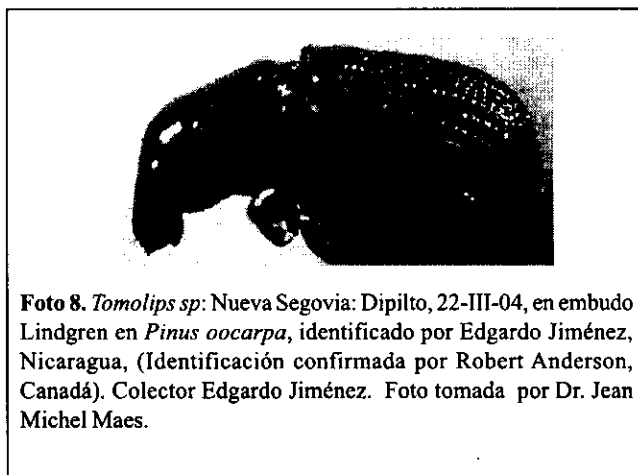 Foto 8. Tomolips sp: Nueva Segovia: Dipilto, 22-III-04, en embudo
Lindgren en Pinus oocarpa, identificado por Edgardo Jiménez,
Nicaragua, (Identificación confirmada por Robert Anderson,
Canadá). Colector Edgardo Jiménez. Foto tomada por Dr. Jean
Michel Maes.